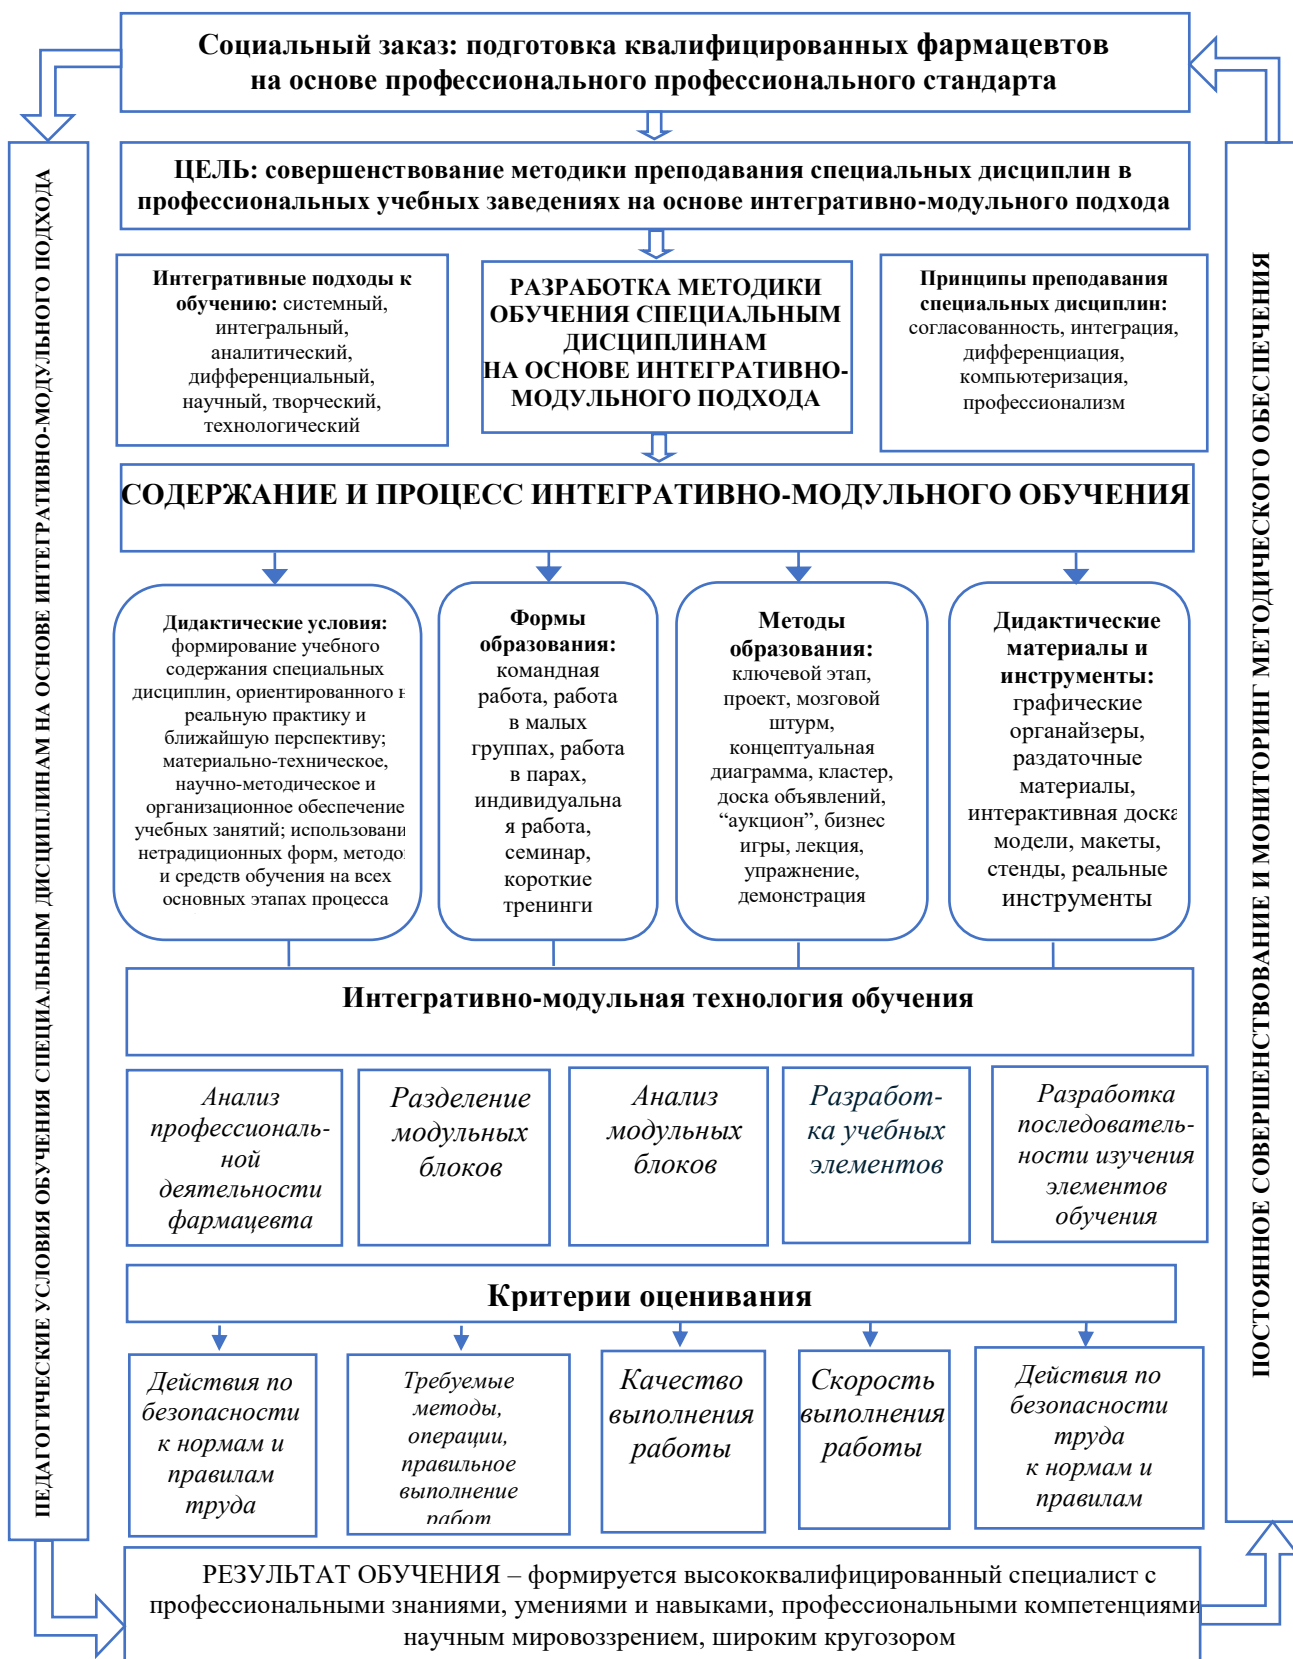 Социальный заказ: подготовка квалифицированных фармацевтов
на основе профессионального профессионального стандарта
ЦЕЛЬ: совершенствование методики преподавания специальных дисциплин в
профессиональных учебных заведениях на основе интегративно-модульного подхода
ПЕДАГОГИЧЕСКИЕ УСЛОВИЯ ОБУЧЕНИЯ СПЕЦИАЛЬНЫМ ДИСЦИПЛИНАМ НА ОСНОВЕ ИНТЕГРАТИВНО-МОДУЛЬНОГО ПОДХОДА
Интегративные подходы к
обучению: системный,
интегральный,
аналитический,
дифференциальный,
научный, творческий,
технологический
РАЗРАБОТКА МЕТОДИКИ
ОБУЧЕНИЯ СПЕЦИАЛЬНЫМ
ДИСЦИПЛИНАМ
НА ОСНОВЕ ИНТЕГРАТИВНО-
МОДУЛЬНОГО ПОДХОДА
Принципы преподавания
специальных дисциплин:
согласованность, интеграция,
дифференциация,
компьютеризация,
профессионализм
ПОСТОЯННОЕ СОВЕРШЕНСТВОВАНИЕ И МОНИТОРИНГ МЕТОДИЧЕСКОГО ОБЕСПЕЧЕНИЯ
СОДЕРЖАНИЕ И ПРОЦЕСС ИНТЕГРАТИВНО-МОДУЛЬНОГО ОБУЧЕНИЯ
Дидактические условия:
формирование учебного
содержания специальных
дисциплин, ориентированного н
реальную практику и
ближайшую перспективу;
материально-техническое,
научно-методическое и
организационное обеспечение
учебных занятий; использовани
нетрадиционных форм, методо
и средств обучения на всех
основных этапах процесса
Формы
образования:
командная
работа, работа
в малых
группах, работа
в парах,
индивидуальна
я работа,
семинар,
короткие
тренинги
Методы
образования:
ключевой этап,
проект, мозговой
штурм,
концептуальная
диаграмма, кластер,
доска объявлений,
“аукцион”, бизнес
игры, лекция,
упражнение,
демонстрация
Дидактические
материалы и
инструменты:
графические
органайзеры,
раздаточные
материалы,
интерактивная доска
модели, макеты,
стенды, реальные
инструменты
Интегративно-модульная технология обучения
Анализ
профессиональ-
ной
деятельности
фармацевта
Разделение
модульных
блоков
Анализ
модульных
блоков
Разработ-
ка учебных
элементов
Разработка
последователь-
ности изучения
элементов
обучения
Критерии оценивания
Действия по
безопасности
к нормам и
правилам
труда
Требуемые
методы,
операции,
правильное
выполнение
работ
Качество
выполнения
работы
Скорость
выполнения
работы
Действия по
безопасности
труда
к нормам и
правилам
РЕЗУЛЬТАТ ОБУЧЕНИЯ – формируется высококвалифицированный специалист с
профессиональными знаниями, умениями и навыками, профессиональными компетенциями
научным мировоззрением, широким кругозором